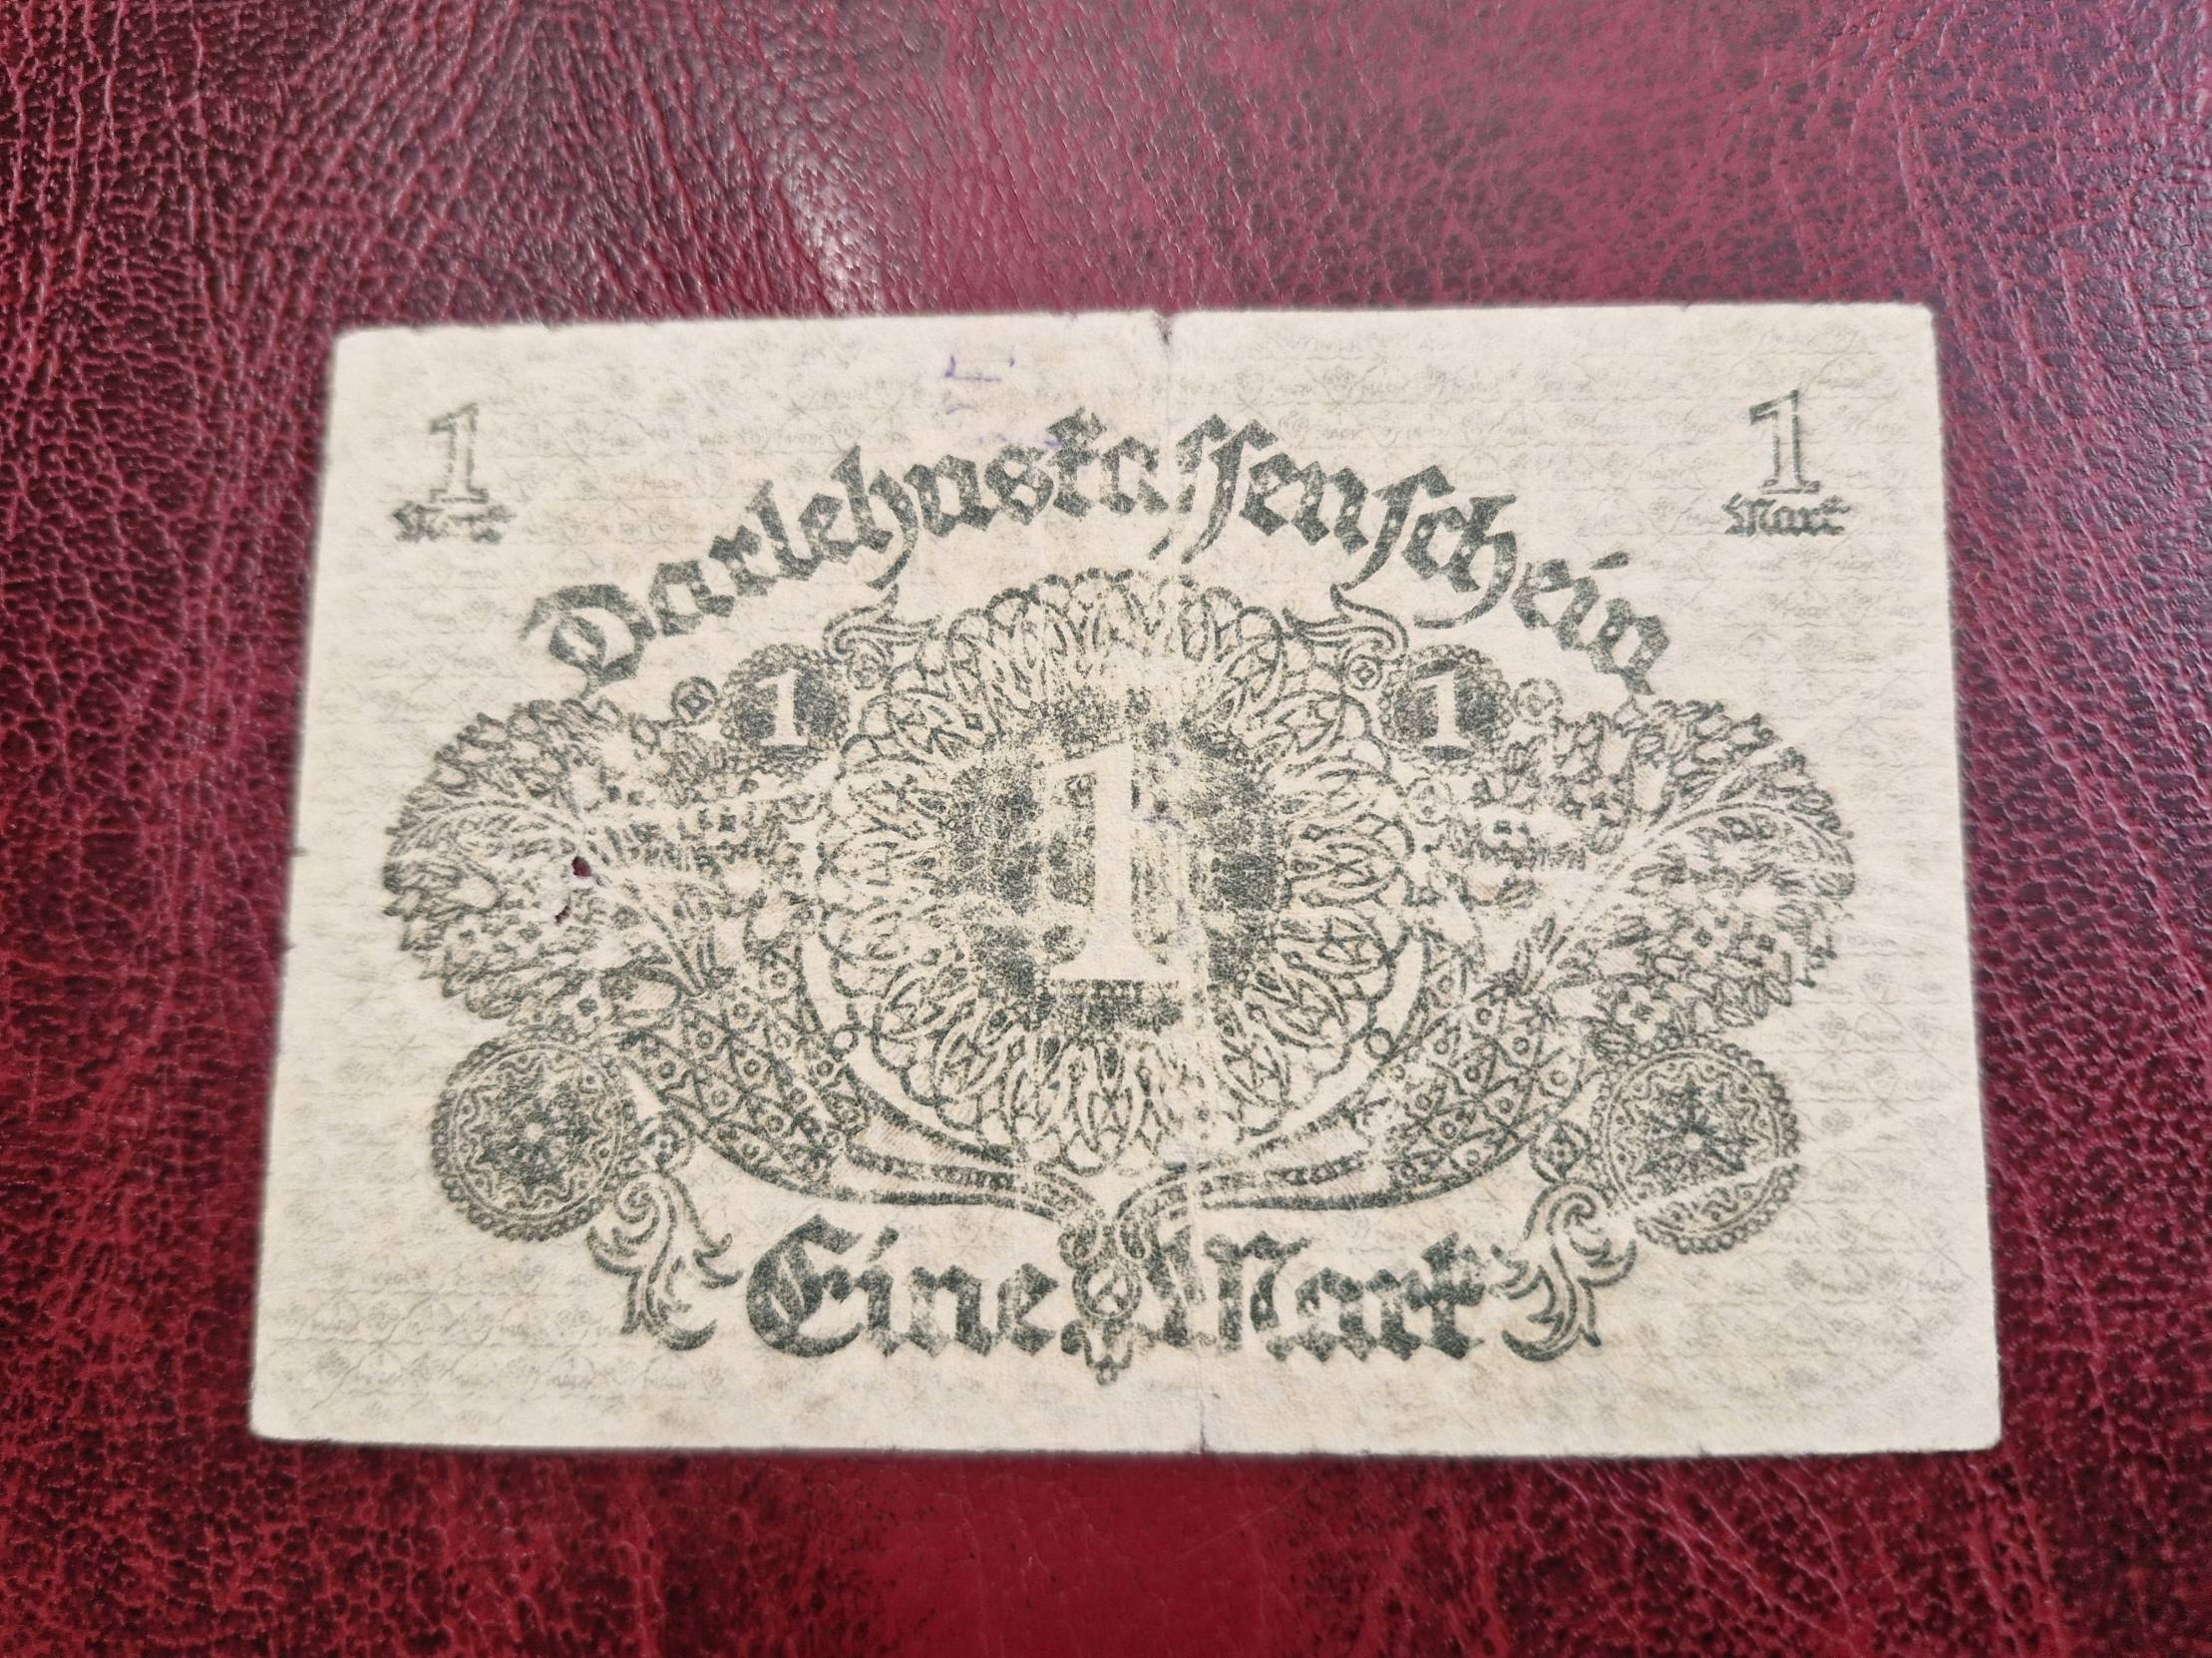 1 1
Mark Mark
Darlehnskassenschein
1 1
1
Eine Mark